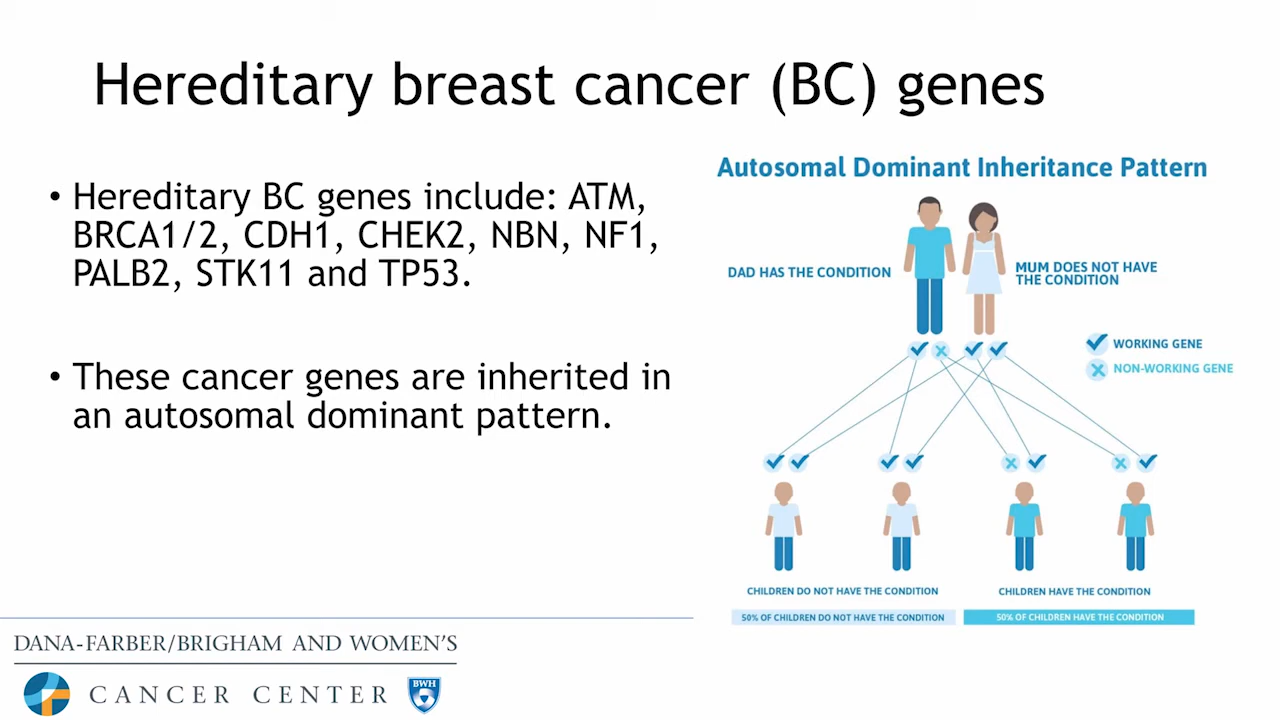 Hereditary breast cancer (BC) genes
• Hereditary BC genes include: ATM,
BRCA1/2, CDH1, CHEK2, NBN, NF1,
PALB2, STK11 and TP53.
• These cancer genes are inherited in
an autosomal dominant pattern.
Autosomal Dominant Inheritance Pattern
DAD HAS THE CONDITION
MUM DOES NOT HAVE
THE CONDITION
WORKING GENE
NON-WORKING GENE
CHILDREN DO NOT HAVE THE CONDITION
CHILDREN HAVE THE CONDITION
50% OF CHILDREN DO NOT HAVE THE CONDITION
50% OF CHILDREN HAVE THE CONDITION
DANA-FARBER/BRIGHAM AND WOMEN'S
CANCER CENTER
BWH